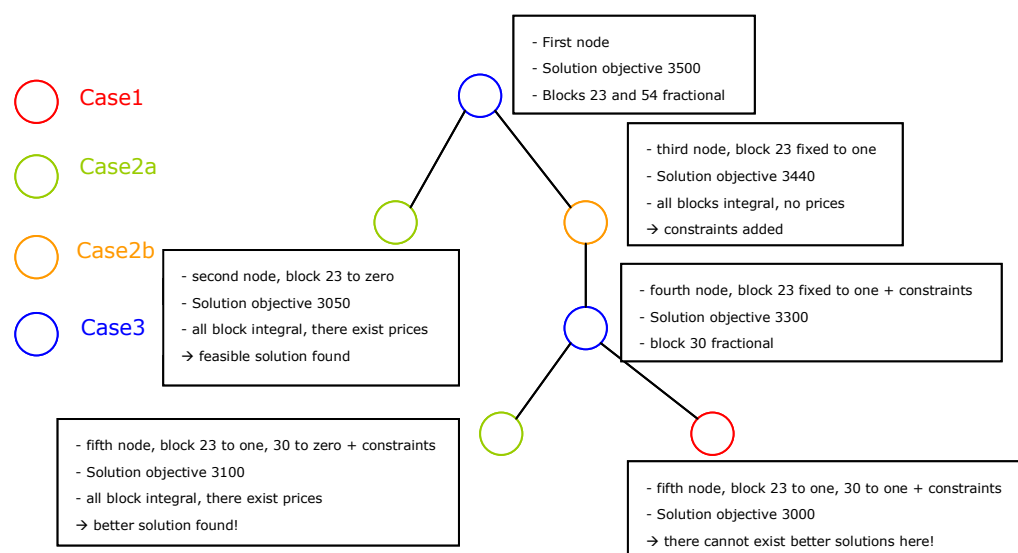 Case1
Case2a
Case2b
Case3
- First node
- Solution objective 3500
- Blocks 23 and 54 fractional
- third node, block 23 fixed to one
- Solution objective 3440
- all blocks integral, no prices
→ constraints added
- second node, block 23 to zero
- Solution objective 3050
- all block integral, there exist prices
→ feasible solution found
- fourth node, block 23 fixed to one + constraints
- Solution objective 3300
- block 30 fractional
- fifth node, block 23 to one, 30 to zero + constraints
- Solution objective 3100
- all block integral, there exist prices
→ better solution found!
- fifth node, block 23 to one, 30 to one + constraints
- Solution objective 3000
→ there cannot exist better solutions here!